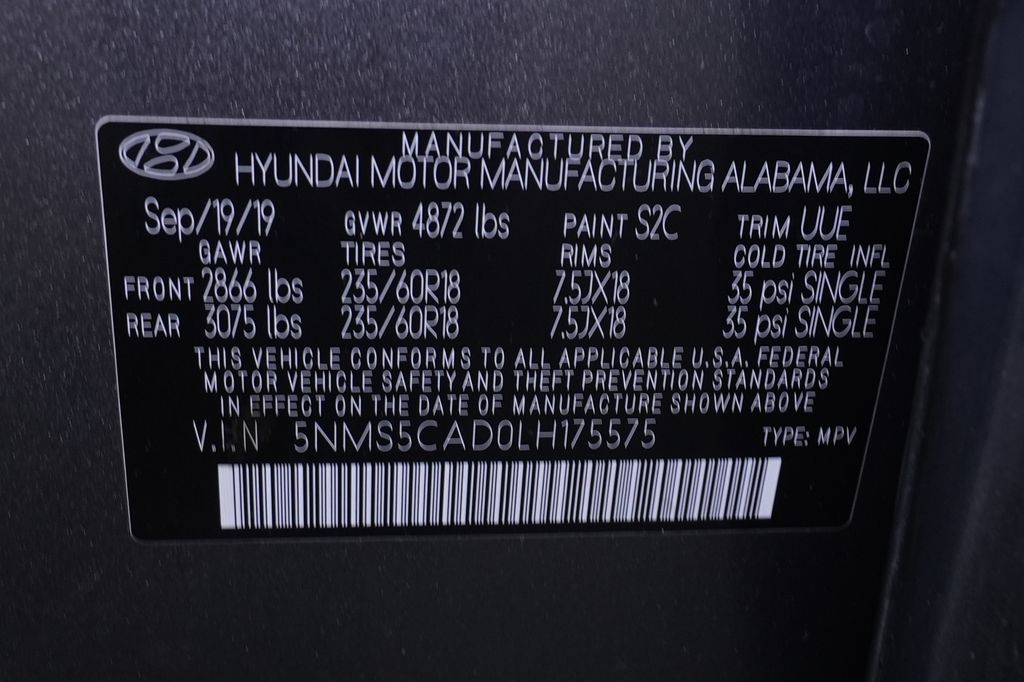 MANUFACTURED BY
HYUNDAI MOTOR MANUFACTURING ALABAMA, LLC
Sep/19/19 GVWR 4872 lbs PAINT S2C TRIM UUE
GAWR TIRES RIMS COLD TIRE INFL
FRONT 2866 lbs 235/60R18 7.5JX18 35 psi SINGLE
REAR 3075 lbs 235/60R18 7.5JX18 35 psi SINGLE
THIS VEHICLE CONFORMS TO ALL APPLICABLE U.S.A. FEDERAL
MOTOR VEHICLE SAFETY AND THEFT PREVENTION STANDARDS
IN EFFECT ON THE DATE OF MANUFACTURE SHOWN ABOVE
V.I.N 5NMS5CAD0LH175575 TYPE: MPV